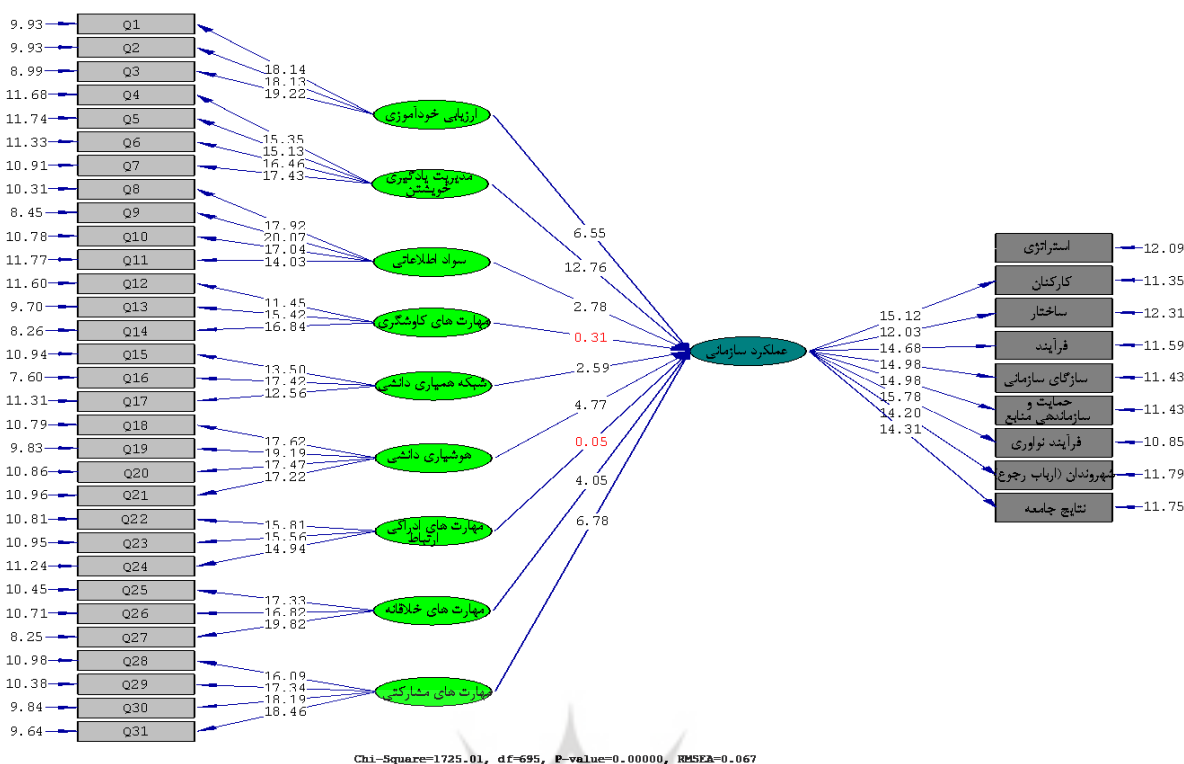 9.93 Q1
9.93 Q2
8.99 Q3
11.68 Q4
11.74 Q5
11.33 Q6
10.91 Q7
10.31 Q8
8.45 Q9
10.78 Q10
11.77 Q11
11.60 Q12
9.70 Q13
8.26 Q14
10.94 Q15
7.60 Q16
11.31 Q17
10.79 Q18
9.83 Q19
10.86 Q20
10.96 Q21
10.81 Q22
10.95 Q23
11.24 Q24
10.45 Q25
10.71 Q26
8.25 Q27
10.98 Q28
10.38 Q29
9.84 Q30
9.64 Q31
18.14
18.13
19.22
15.35
15.13
16.46
17.43
17.92
20.07
17.04
14.03
11.45
15.42
16.84
13.50
17.42
12.56
17.62
19.19
17.47
17.22
15.81
15.56
14.94
17.33
16.82
19.82
16.09
17.34
18.19
18.46
ارزیابی خودآموزی
مدیریت یادگیری
خویشتن
سواد اطلاعاتی
مهارت های کاوشگری
شبکه همیاری دانشی
هوشیاری دانشی
مهارت های ادراکی
ارتباط
مهارت های خلاقانه
مهارت های مشارکتی
6.55
12.76
2.78
0.31
2.59
4.77
0.05
4.05
6.78
عملکرد سازمانی
15.12
12.03
14.68
14.98
14.98
15.78
14.20
14.31
استراتژی 12.09
کارکنان 11.35
ساختار 12.31
فرآیند 11.59
سازگای سازمانی 11.43
حمایت و
سازماندهی منابع 11.43
فرآیند نواوری 10.85
شهروندان (ارباب رجوع 11.79
نتایج جامعه 11.75
Chi-Square=1725.01, df=695, P-value=0.00000, RMSEA=0.067